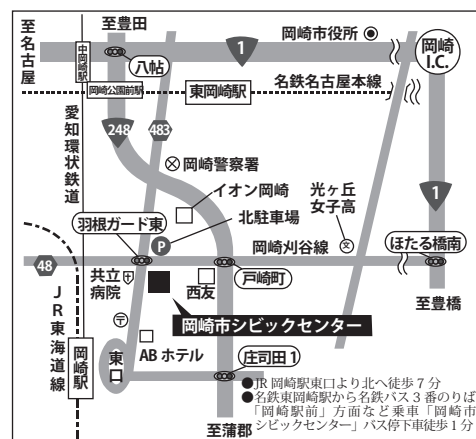 至豊田
至名古屋
中岡崎駅
八帖
1
岡崎市役所
岡崎
I.C.
岡崎公園前駅
東岡崎駅
名鉄名古屋本線
愛知環状鉄道
248
483
岡崎警察署
イオン岡崎
光ヶ丘
女子高
1
北駐車場
P
羽根ガード東
岡崎刈谷線
文
ほたる橋南
48
共立
病院
西友
戸崎町
至豊橋
JR東海道線
岡崎市シビックセンター
〒
岡崎駅
東口
ABホテル
庄司田1
至蒲郡
●JR岡崎駅東口より北へ徒歩7分
●名鉄東岡崎駅から名鉄バス3番のりば
「岡崎駅前」方面など乗車「岡崎市
シビックセンター」バス停下車徒歩1分